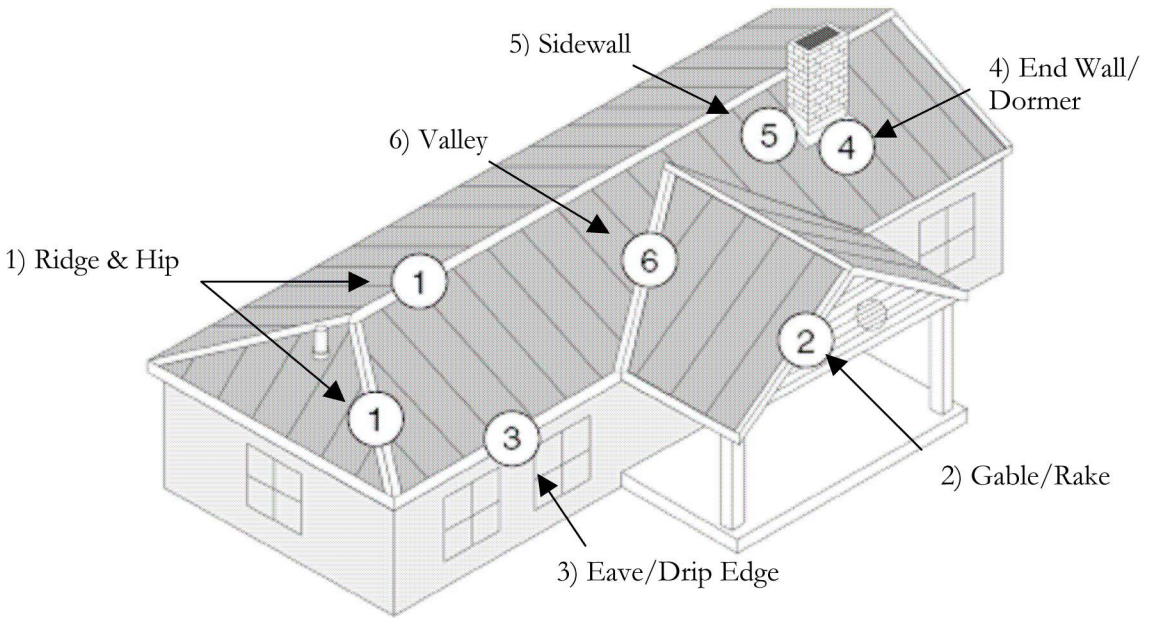 5) Sidewall
4) End Wall/
Dormer
5
4
6) Valley
6
1) Ridge & Hip
1
2
1
3
2) Gable/Rake
3) Eave/Drip Edge